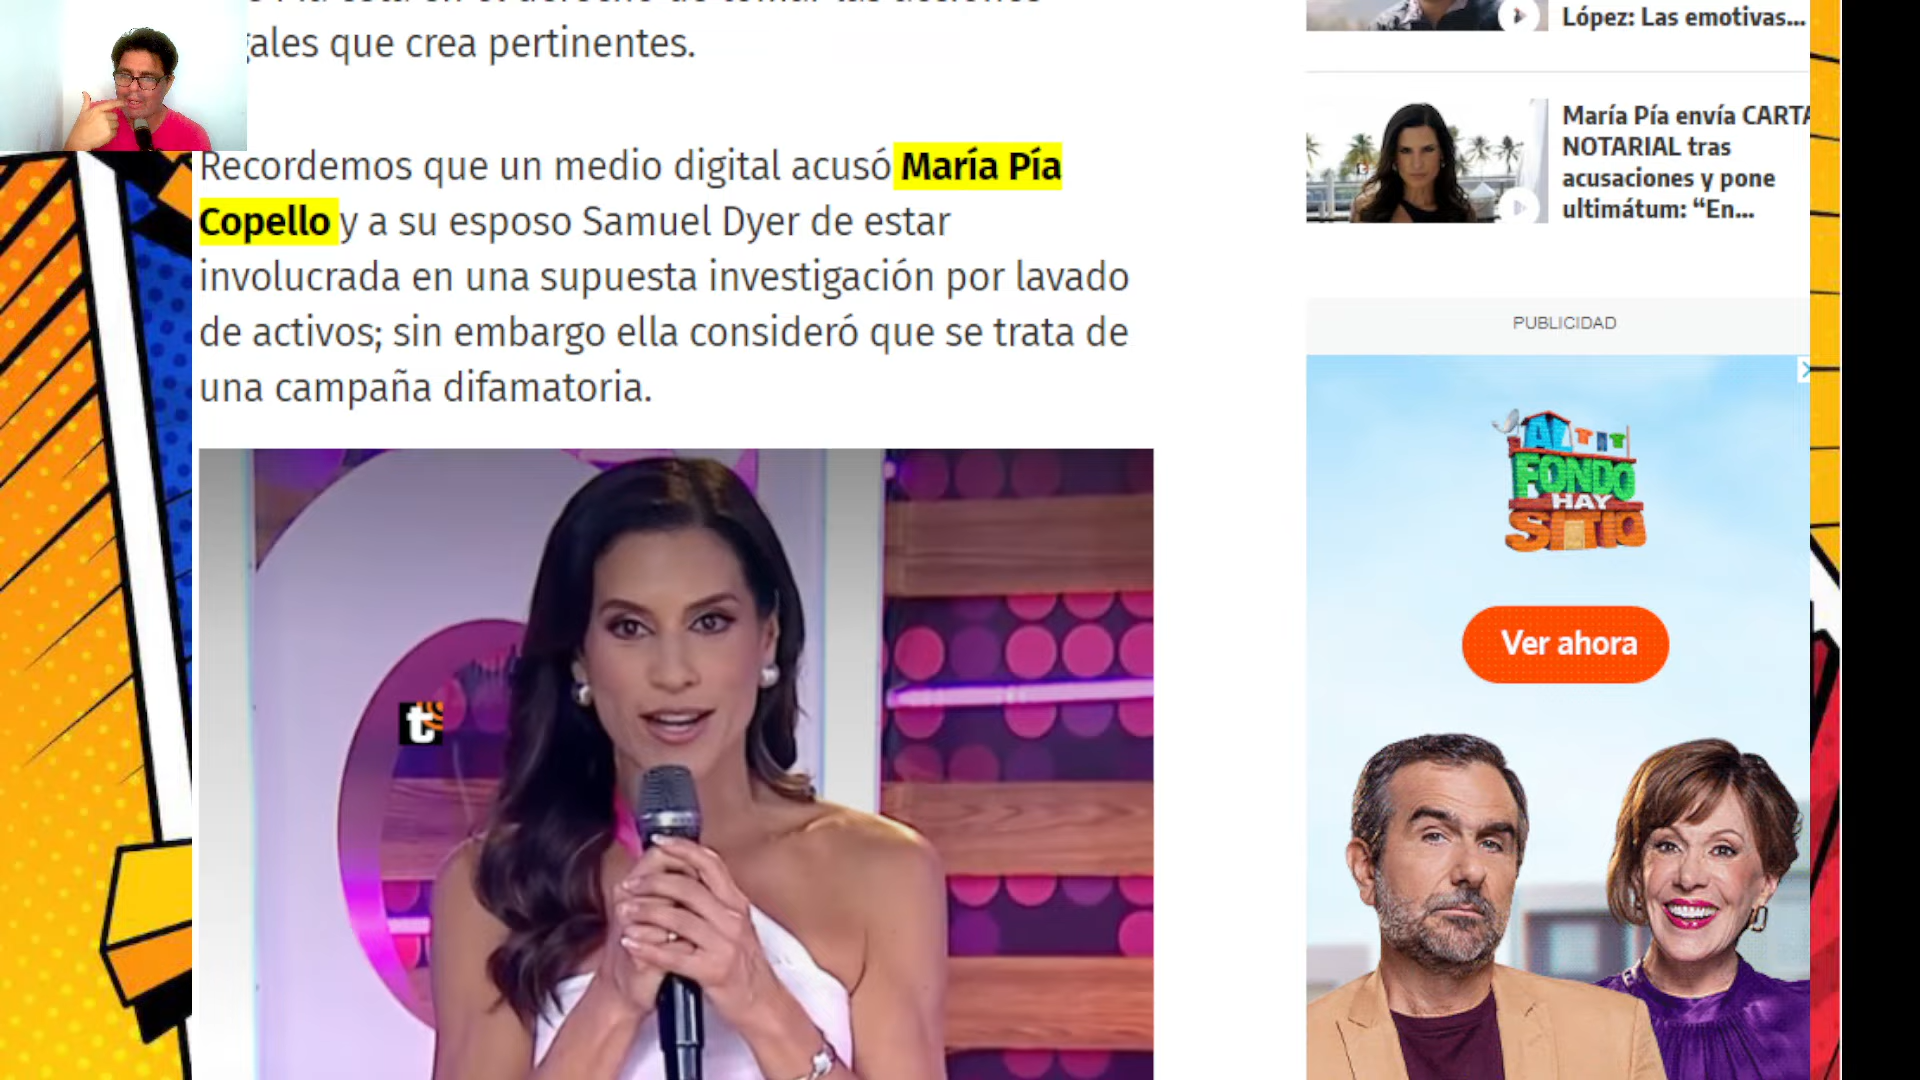 gales que crea pertinentes.
Recordemos que un medio digital acusó María Pía
Copello y a su esposo Samuel Dyer de estar
involucrada en una supuesta investigación por lavado
de activos; sin embargo ella consideró que se trata de
una campaña difamatoria.
t
López: Las emotivas...
María Pía envía CARTA
NOTARIAL tras
acusaciones y pone
ultimátum: “En...
PUBLICIDAD
AL
FONDO
HAY
SITIO
Ver ahora